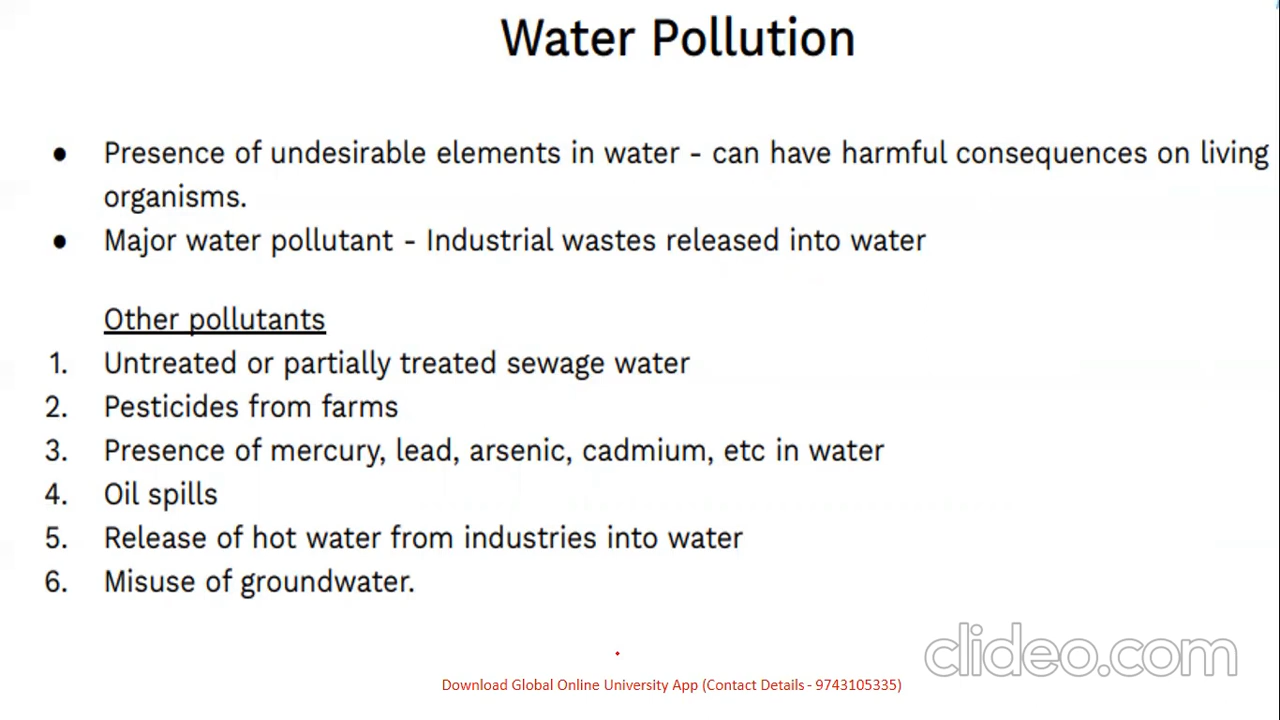 Water Pollution
● Presence of undesirable elements in water - can have harmful consequences on living
organisms.
● Major water pollutant - Industrial wastes released into water
Other pollutants
1. Untreated or partially treated sewage water
2. Pesticides from farms
3. Presence of mercury, lead, arsenic, cadmium, etc in water
4. Oil spills
5. Release of hot water from industries into water
6. Misuse of groundwater.
clideo.com
Download Global Online University App (Contact Details - 9743105335)